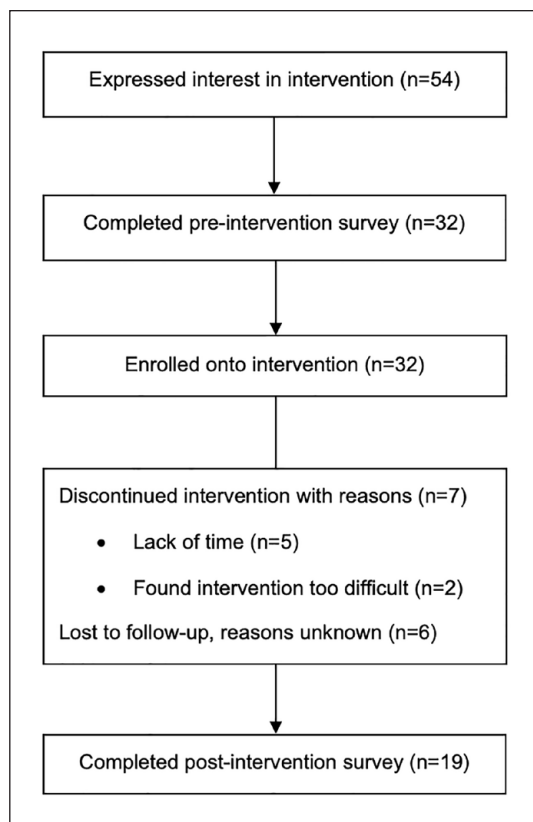 Expressed interest in intervention (n=54)
Completed pre-intervention survey (n=32)
Enrolled onto intervention (n=32)
Discontinued intervention with reasons (n=7)
• Lack of time (n=5)
• Found intervention too difficult (n=2)
Lost to follow-up, reasons unknown (n=6)
Completed post-intervention survey (n=19)